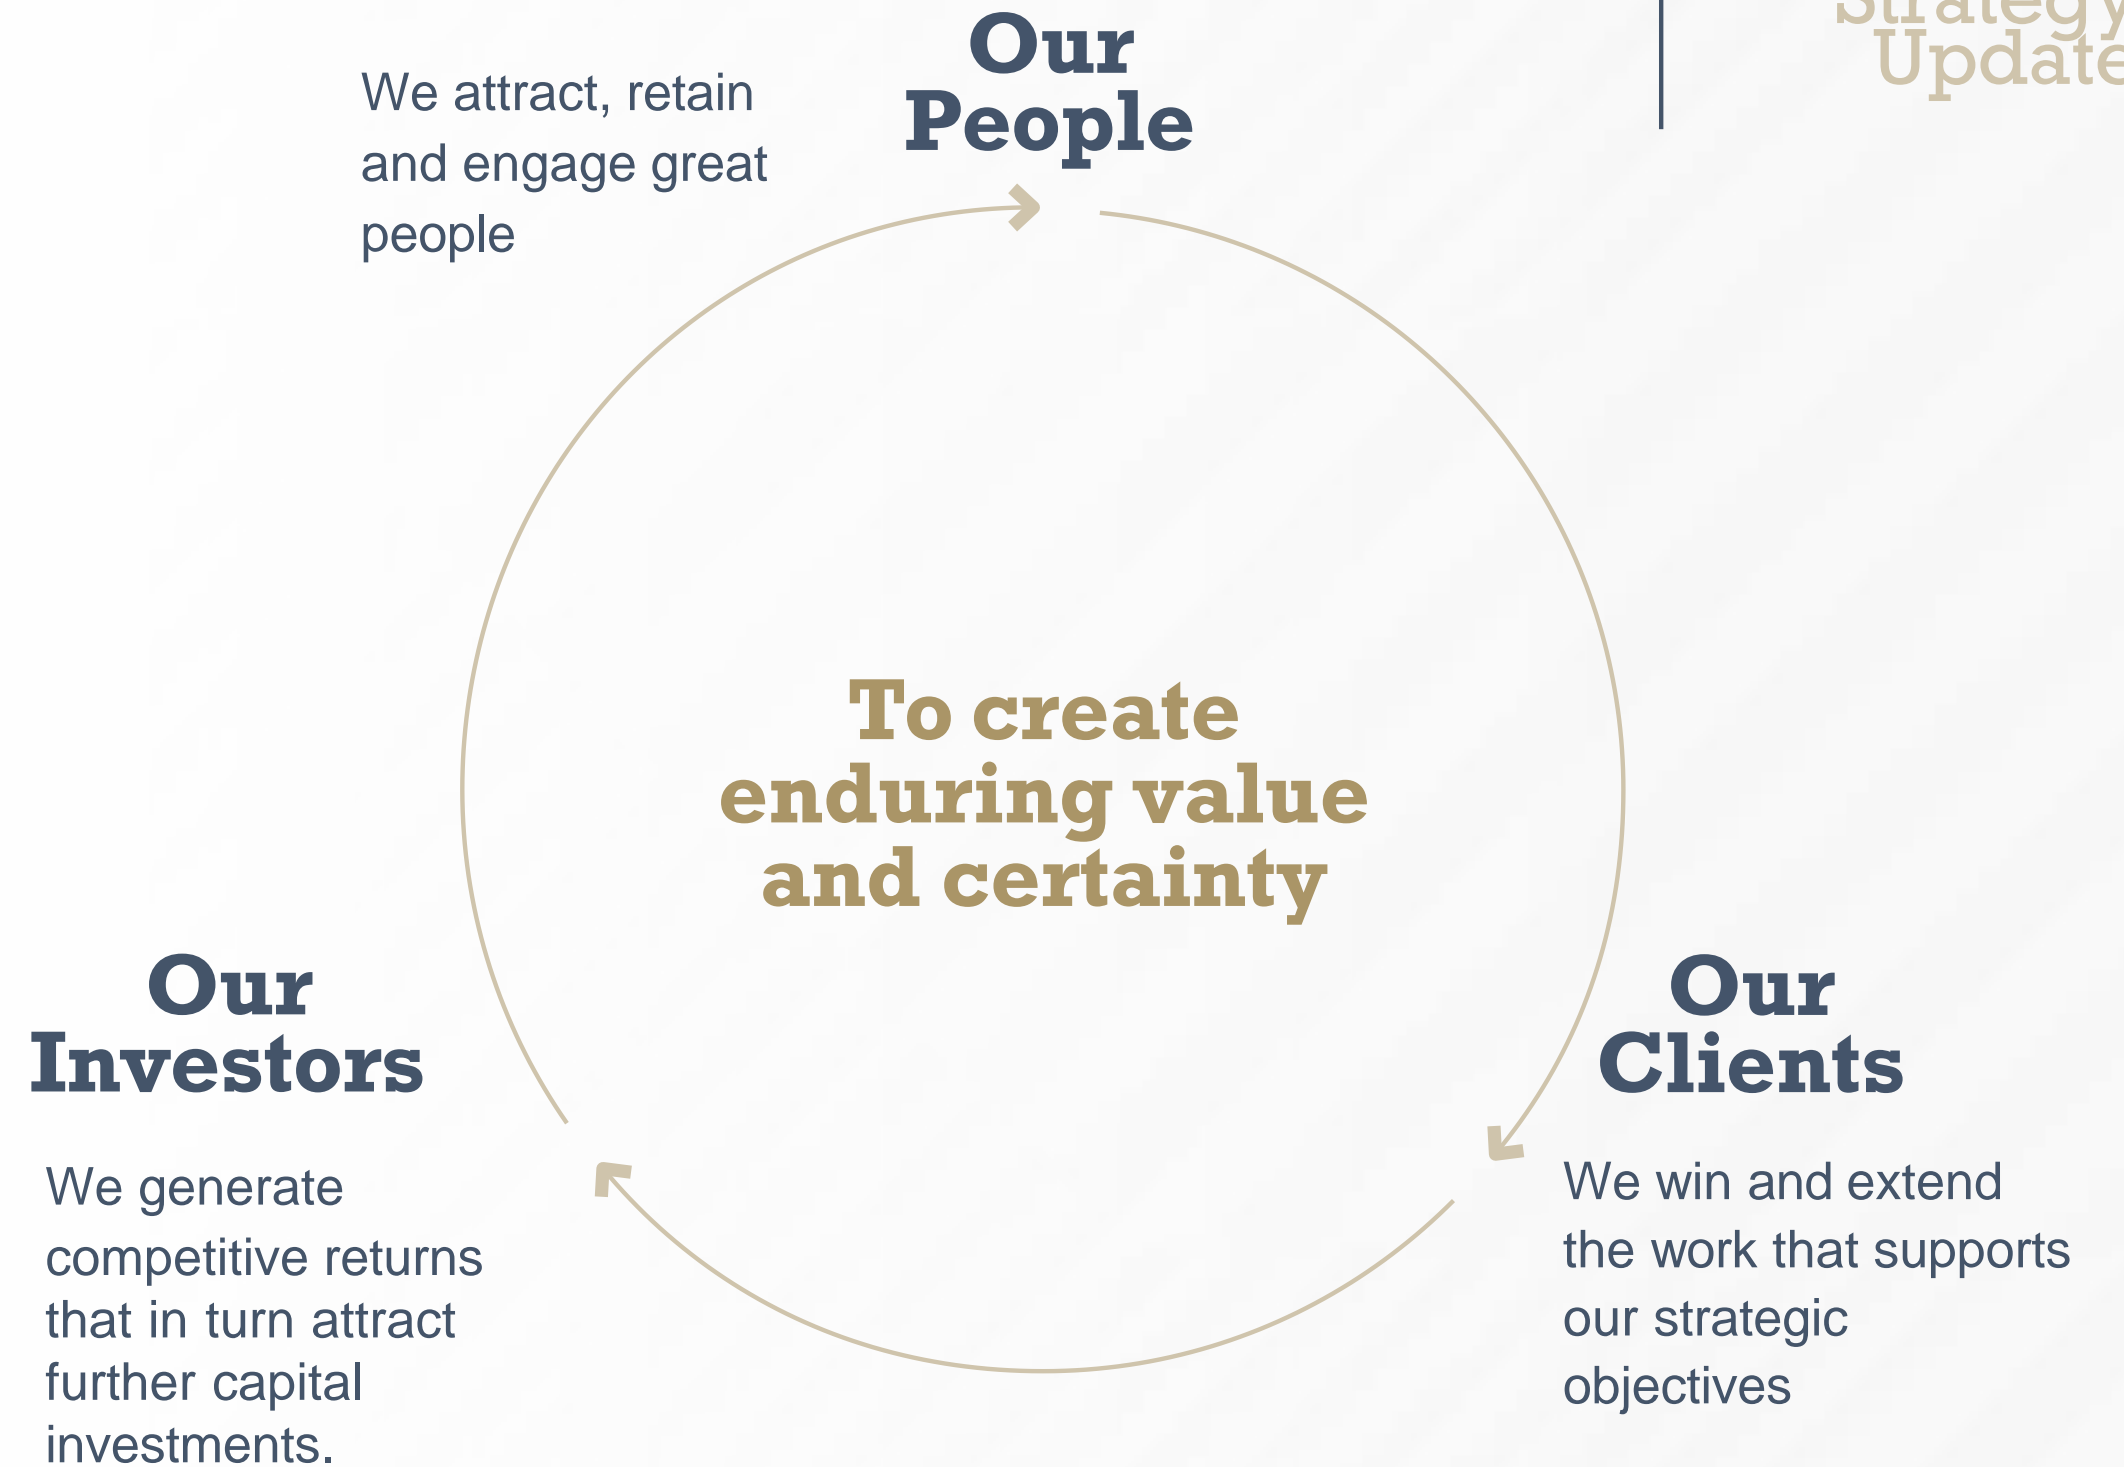 Strategy
Update
Our
People
We attract, retain
and engage great
people
To create
enduring value
and certainty
Our
Investors
We generate
competitive returns
that in turn attract
further capital
investments.
Our
Clients
We win and extend
the work that supports
our strategic
objectives